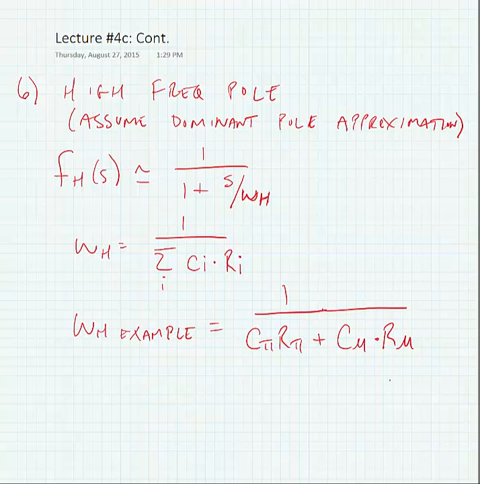 Lecture #4c: Cont.
Thursday, August 27, 2015 1:29 PM
6) HIGH FREQ POLE
(ASSUME DOMINANT POLE APPROXIMATION)
fH(s) ≃ 1 / (1 + s/ωH)
ωH = 1 / (Σi Ci·Ri)
ωH EXAMPLE = 1 / (CπRπ + Cμ·Rμ)